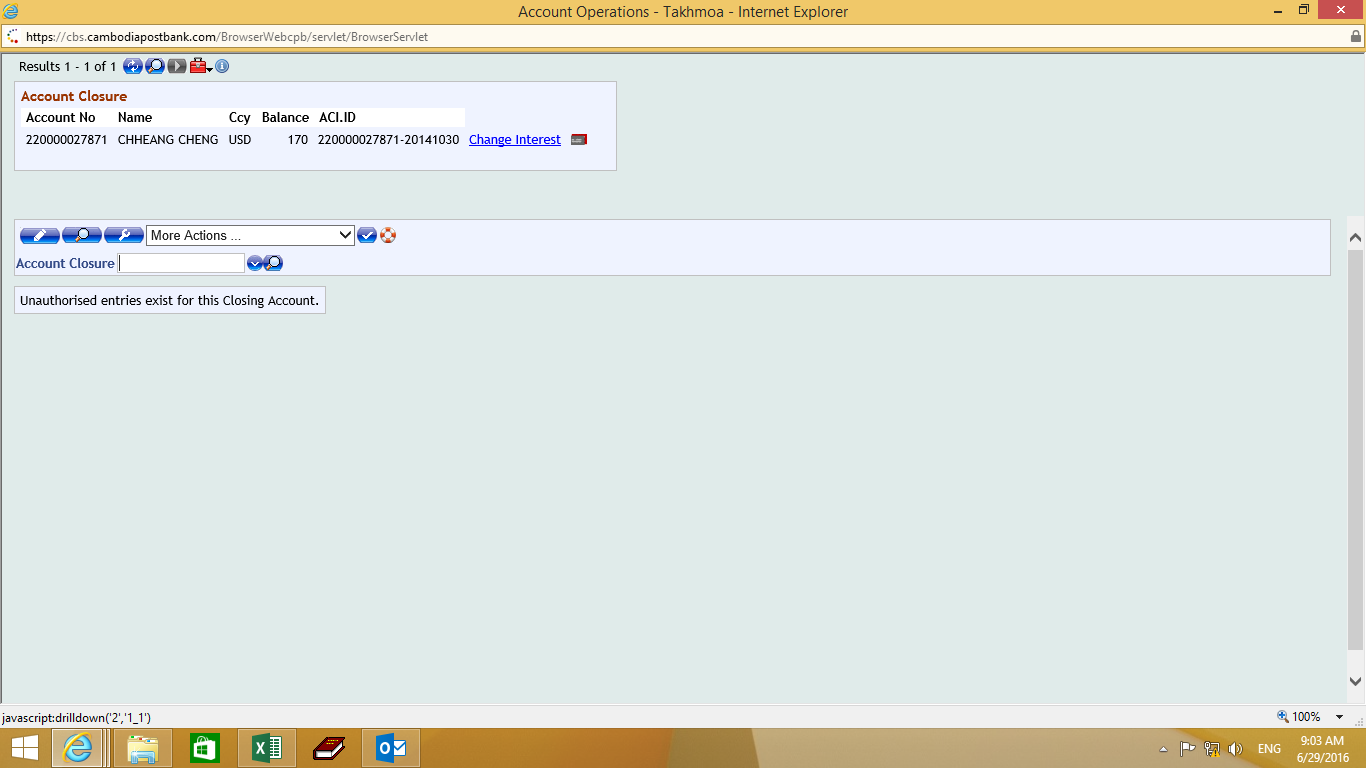 Account Operations - Takhmoa - Internet Explorer
https://cbs.cambodiapostbank.com/BrowserWebcpb/servlet/BrowserServlet
Results 1 - 1 of 1
Account Closure
Account No Name Ccy Balance ACI.ID
220000027871 CHHEANG CHENG USD 170 220000027871-20141030 Change Interest
More Actions ...
Account Closure
Unauthorised entries exist for this Closing Account.
javascript:drilldown('2','1_1')
100%
ENG
9:03 AM
6/29/2016